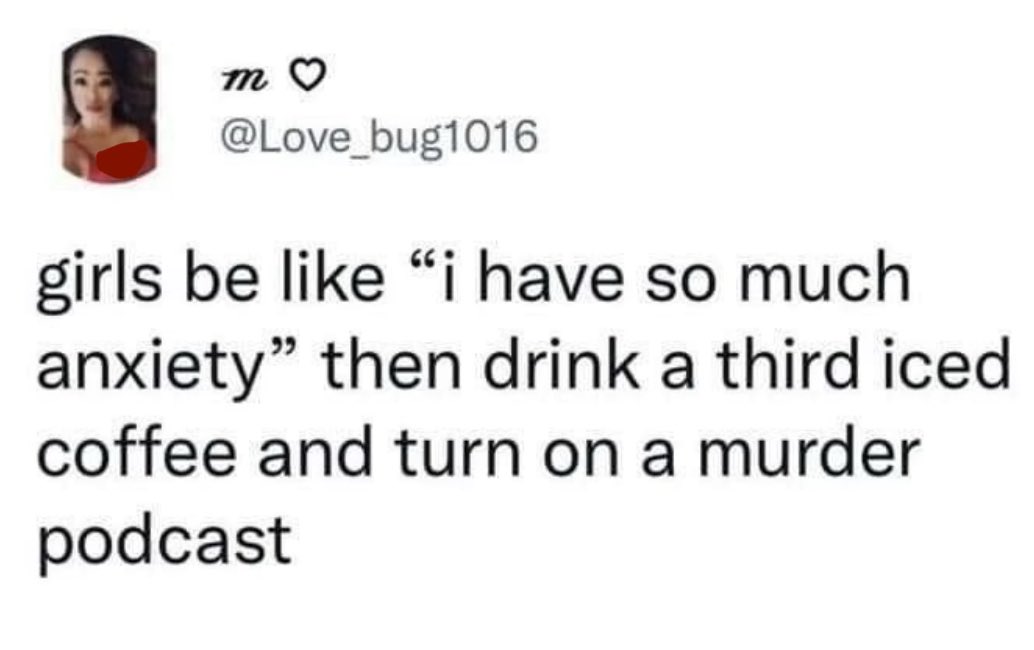 m ♡
@Love_bug1016
girls be like “i have so much
anxiety” then drink a third iced
coffee and turn on a murder
podcast